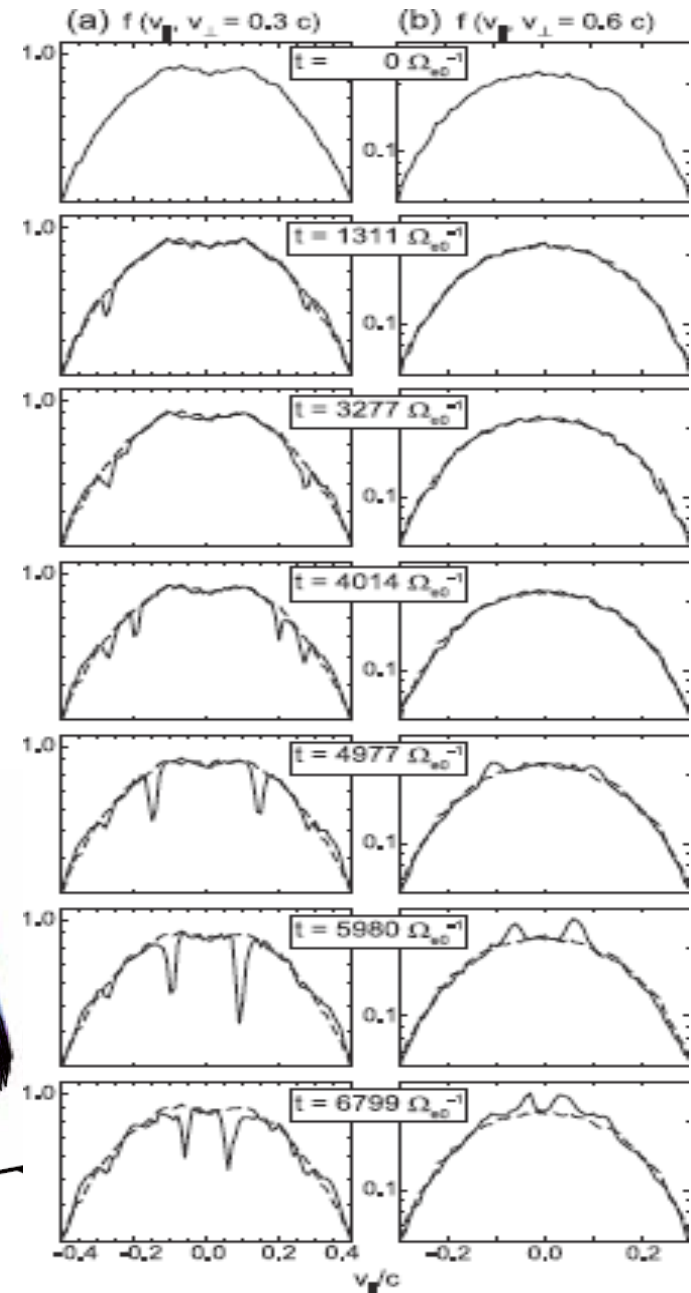 (a) f (v∥, v⊥ = 0.3 c) (b) f (v∥, v⊥ = 0.6 c)
1.0 t = 0 Ωe0⁻¹
0.1
1.0 t = 1311 Ωe0⁻¹
0.1
1.0 t = 3277 Ωe0⁻¹
0.1
1.0 t = 4014 Ωe0⁻¹
0.1
1.0 t = 4977 Ωe0⁻¹
0.1
1.0 t = 5980 Ωe0⁻¹
0.1
1.0 t = 6799 Ωe0⁻¹
0.1
-0.4 -0.2 0.0 0.2 0.4 -0.2 0.0 0.2
v∥/c